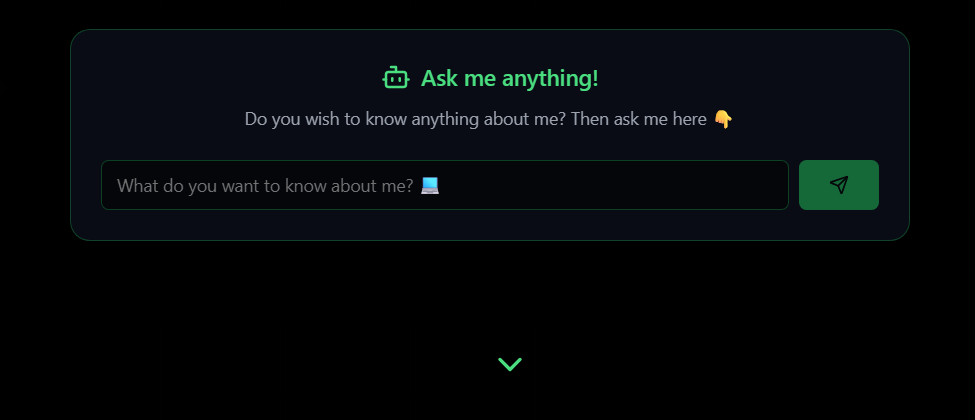 Ask me anything!
Do you wish to know anything about me? Then ask me here 👇
What do you want to know about me? 💻